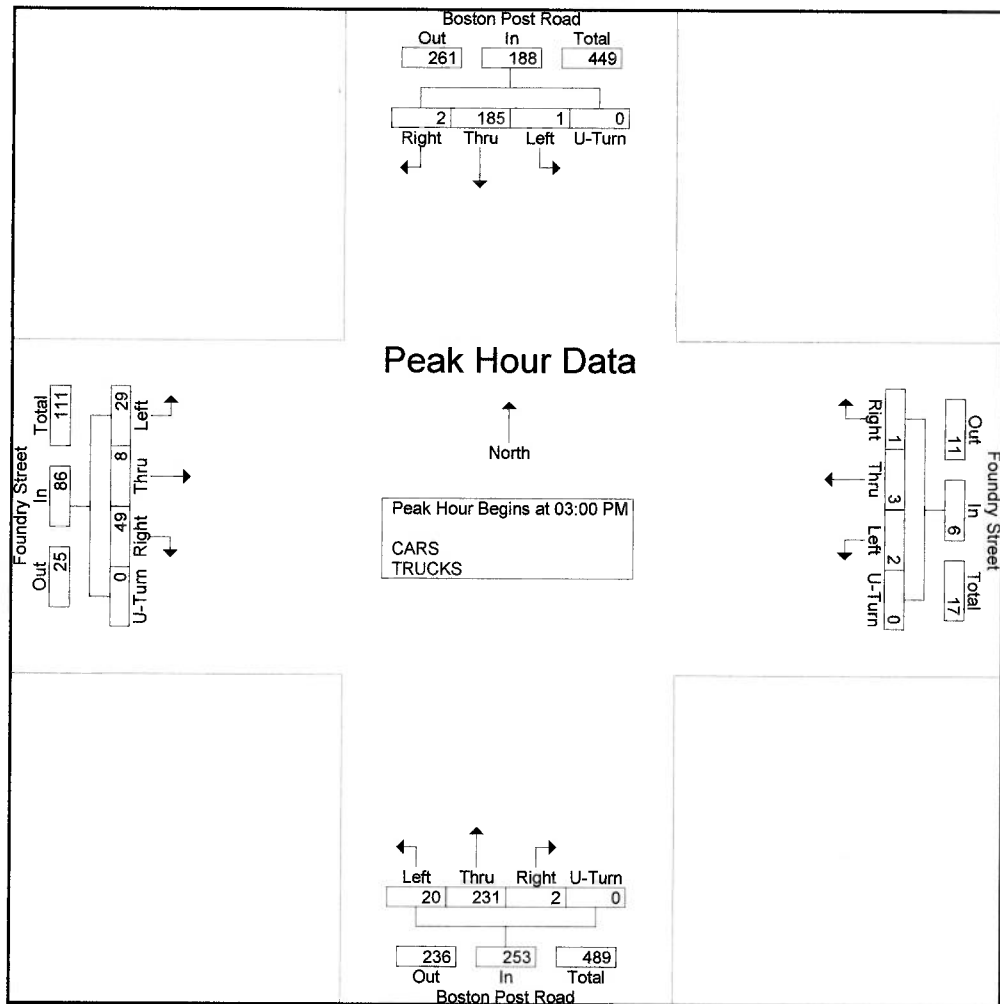 Boston Post Road
Out In Total
261 188 449
2 185 1 0
Right Thru Left U-Turn
Peak Hour Data
North
Peak Hour Begins at 03:00 PM
CARS
TRUCKS
Foundry Street
Out In Total
25 86 111
Left Thru Right U-Turn
29 8 49 0
Right Thru Left U-Turn
1 3 2 0
Out In Total
11 6 17
Foundry Street
Left Thru Right U-Turn
20 231 2 0
236 253 489
Out In Total
Boston Post Road